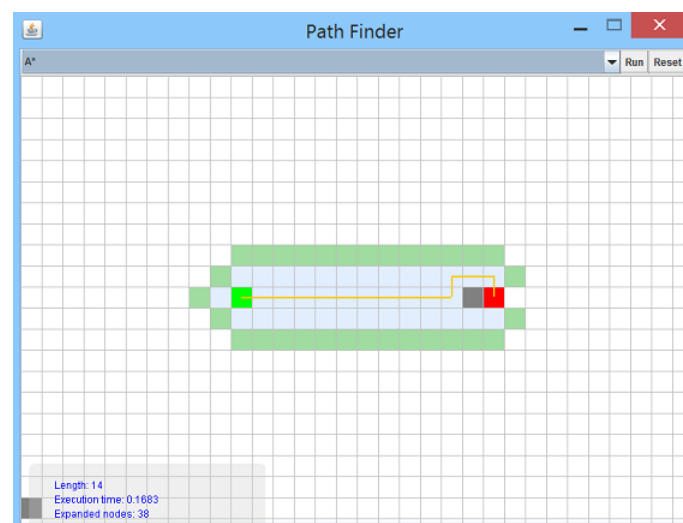 Path Finder
A* Run Reset
Length: 14
Execution time: 0.1683
Expanded nodes: 38